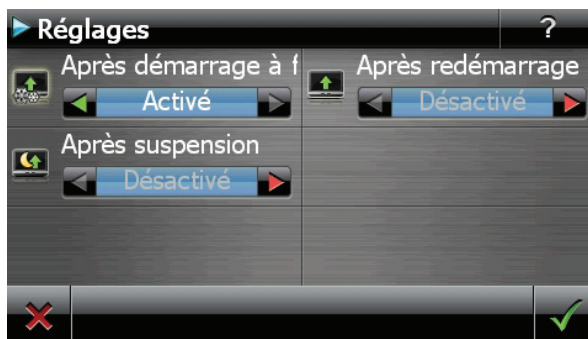 Réglages
?
Après démarrage à f
Activé
Après redémarrage
Désactivé
Après suspension
Désactivé